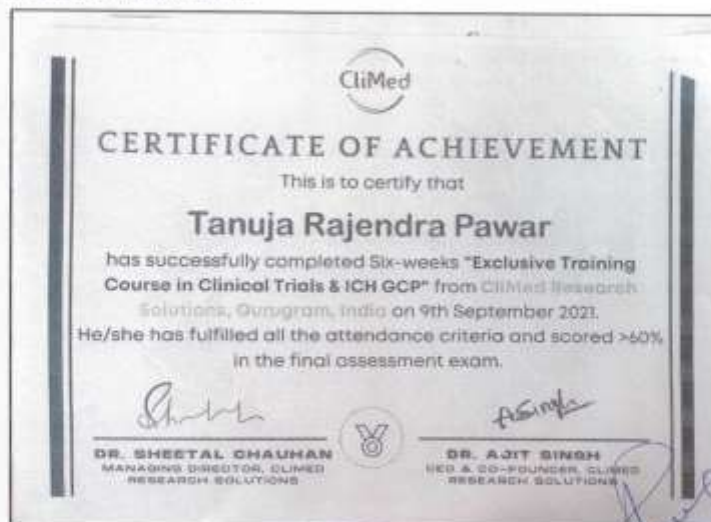 CliMed
CERTIFICATE OF ACHIEVEMENT
This is to certify that
Tanuja Rajendra Pawar
has successfully completed Six-weeks "Exclusive Training
Course in Clinical Trials & ICH GCP" from CliMed Research
Solutions, Gurugram, India on 9th September 2021.
He/she has fulfilled all the attendance criteria and scored >60%
in the final assessment exam.
DR. SHEETAL CHAUHAN
MANAGING DIRECTOR, CLIMED
RESEARCH SOLUTIONS
DR. AJIT SINGH
CEO & CO-FOUNDER, CLIMED
RESEARCH SOLUTIONS